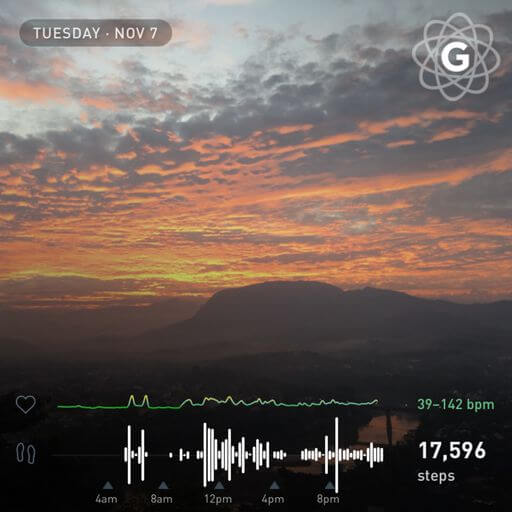 TUESDAY · NOV 7
G
39–142 bpm
17,596
steps
4am 8am 12pm 4pm 8pm